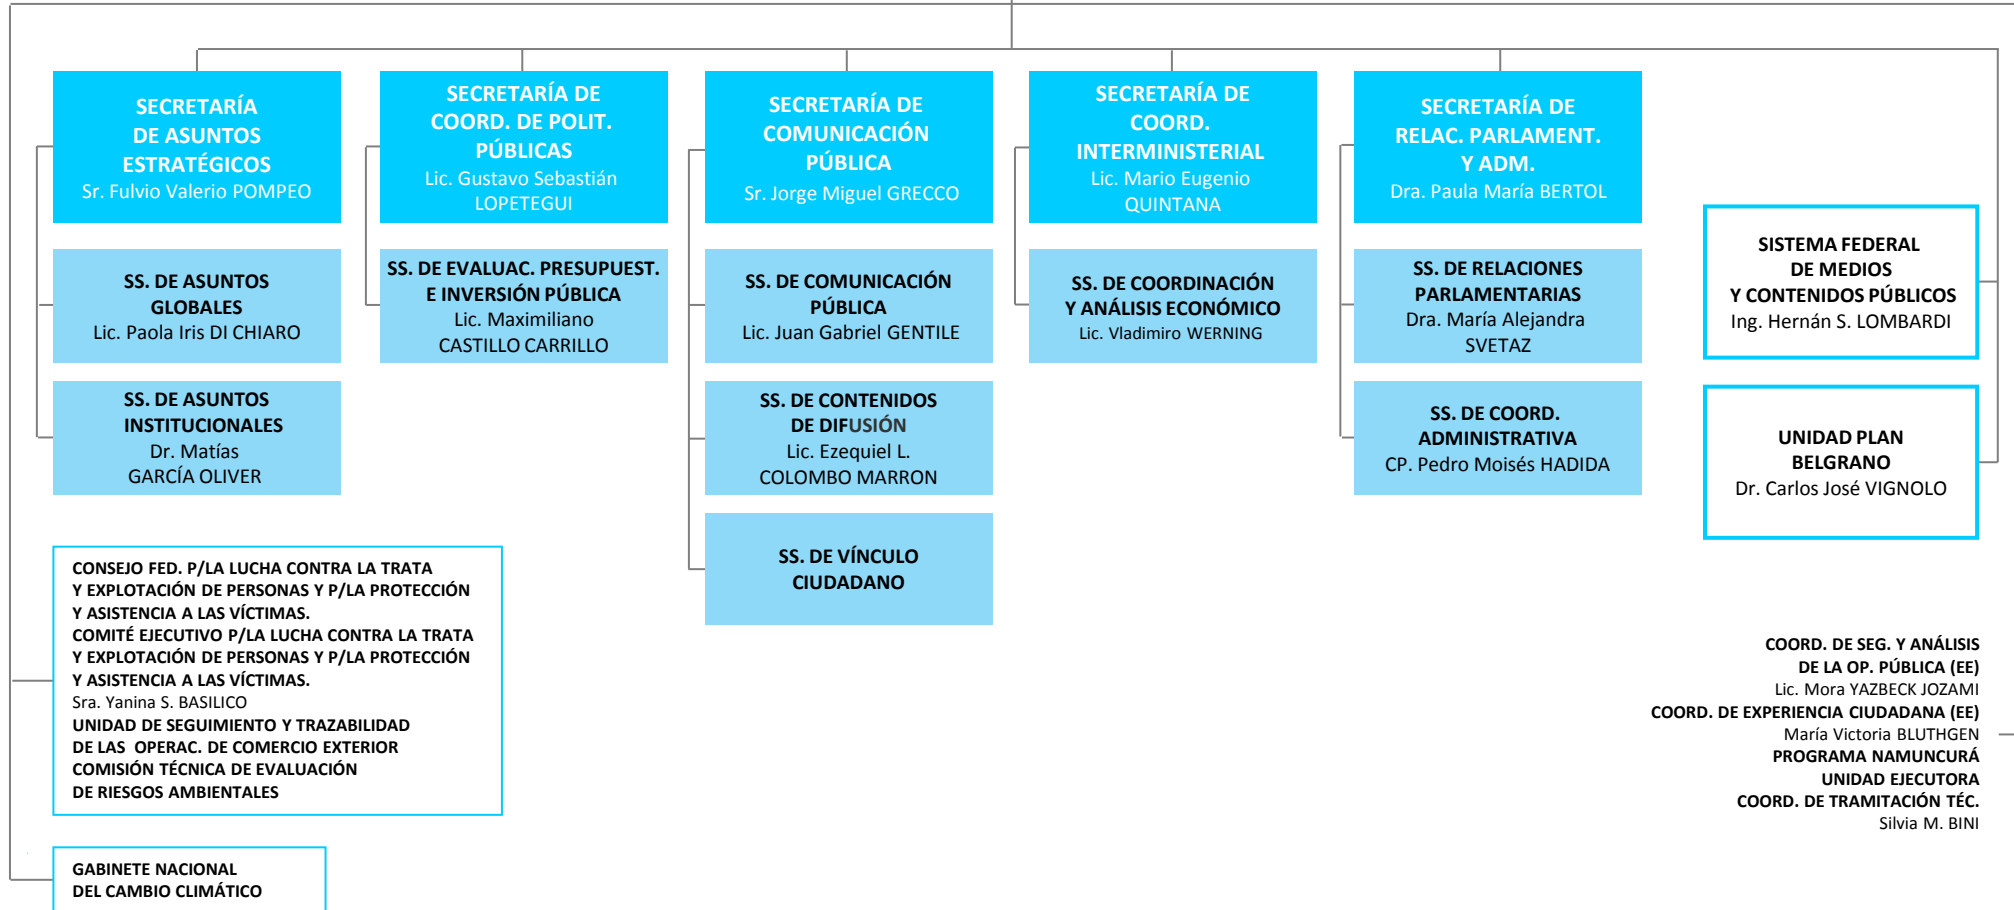 SECRETARÍA
DE ASUNTOS
ESTRATÉGICOS
Sr. Fulvio Valerio POMPEO
SS. DE ASUNTOS
GLOBALES
Lic. Paola Iris DI CHIARO
SS. DE ASUNTOS
INSTITUCIONALES
Dr. Matías
GARCÍA OLIVER
SECRETARÍA DE
COORD. DE POLIT.
PÚBLICAS
Lic. Gustavo Sebastián
LOPETEGUI
SS. DE EVALUAC. PRESUPUEST.
E INVERSIÓN PÚBLICA
Lic. Maximiliano
CASTILLO CARRILLO
SECRETARÍA DE
COMUNICACIÓN
PÚBLICA
Sr. Jorge Miguel GRECCO
SS. DE COMUNICACIÓN
PÚBLICA
Lic. Juan Gabriel GENTILE
SS. DE CONTENIDOS
DE DIFUSIÓN
Lic. Ezequiel L.
COLOMBO MARRON
SS. DE VÍNCULO
CIUDADANO
SECRETARÍA DE
COORD.
INTERMINISTERIAL
Lic. Mario Eugenio
QUINTANA
SS. DE COORDINACIÓN
Y ANÁLISIS ECONÓMICO
Lic. Vladimiro WERNING
SECRETARÍA DE
RELAC. PARLAMENT.
Y ADM.
Dra. Paula María BERTOL
SS. DE RELACIONES
PARLAMENTARIAS
Dra. María Alejandra
SVETAZ
SS. DE COORD.
ADMINISTRATIVA
CP. Pedro Moisés HADIDA
SISTEMA FEDERAL
DE MEDIOS
Y CONTENIDOS PÚBLICOS
Ing. Hernán S. LOMBARDI
UNIDAD PLAN
BELGRANO
Dr. Carlos José VIGNOLO
CONSEJO FED. P/LA LUCHA CONTRA LA TRATA
Y EXPLOTACIÓN DE PERSONAS Y P/LA PROTECCIÓN
Y ASISTENCIA A LAS VÍCTIMAS.
COMITÉ EJECUTIVO P/LA LUCHA CONTRA LA TRATA
Y EXPLOTACIÓN DE PERSONAS Y P/LA PROTECCIÓN
Y ASISTENCIA A LAS VÍCTIMAS.
Sra. Yanina S. BASILICO
UNIDAD DE SEGUIMIENTO Y TRAZABILIDAD
DE LAS OPERAC. DE COMERCIO EXTERIOR
COMISIÓN TÉCNICA DE EVALUACIÓN
DE RIESGOS AMBIENTALES
GABINETE NACIONAL
DEL CAMBIO CLIMÁTICO
COORD. DE SEG. Y ANÁLISIS
DE LA OP. PÚBLICA (EE)
Lic. Mora YAZBECK JOZAMI
COORD. DE EXPERIENCIA CIUDADANA (EE)
María Victoria BLUTHGEN
PROGRAMA NAMUNCURÁ
UNIDAD EJECUTORA
COORD. DE TRAMITACIÓN TÉC.
Silvia M. BINI